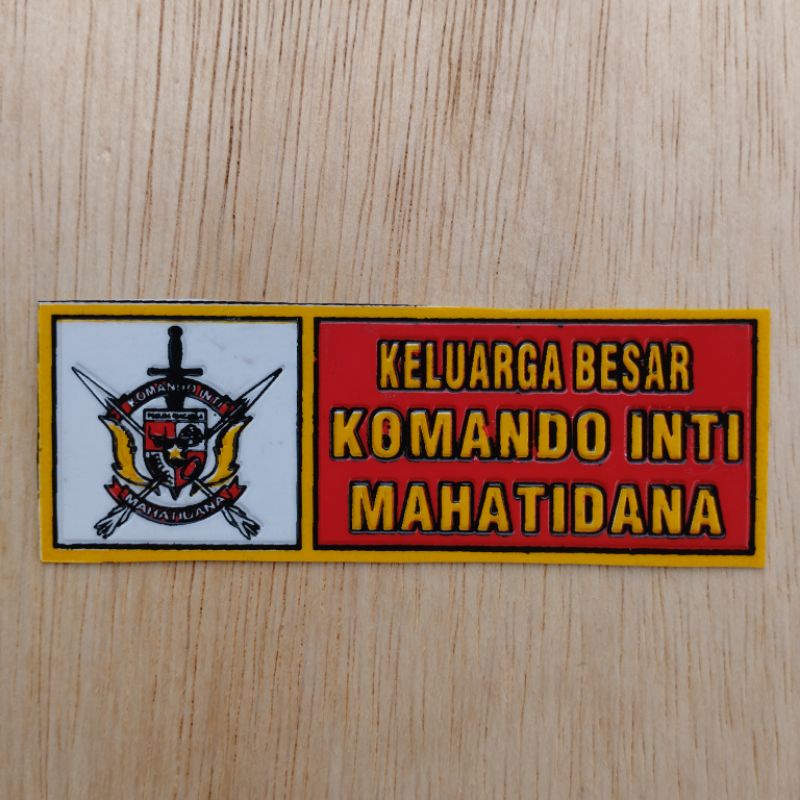 KOMANDO INTI
MAHATIDANA
KELUARGA BESAR
KOMANDO INTI
MAHATIDANA